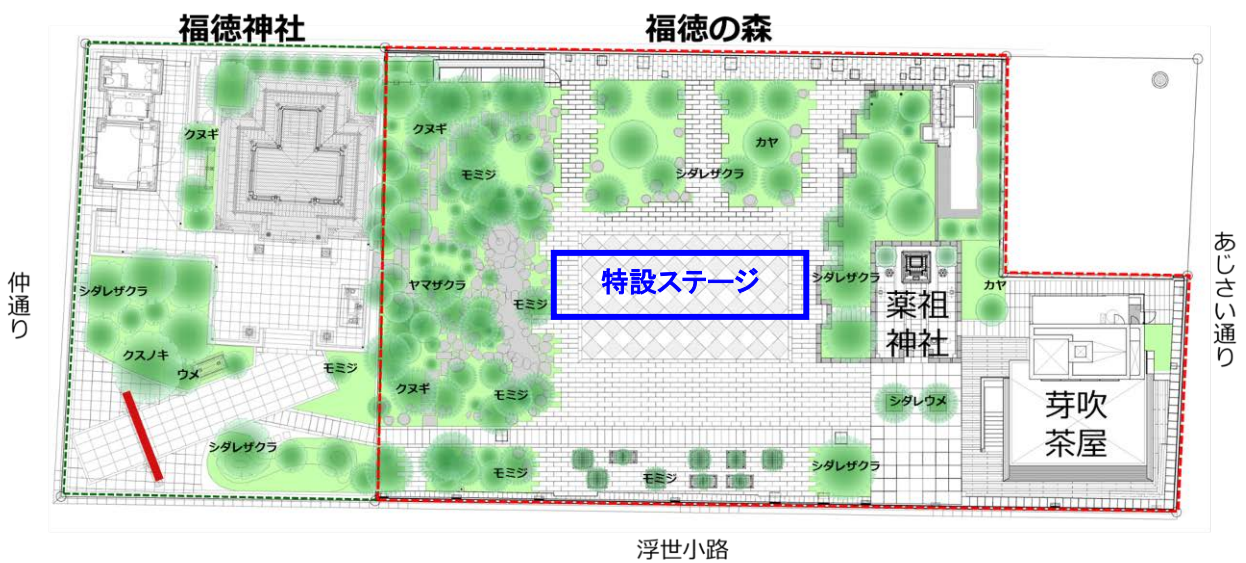 福徳神社
福徳の森
クヌギ
クヌギ
カヤ
モミジ
シダレザクラ
あじさい通り
仲通り
シダレザクラ
ヤマザクラ
モミジ
特設ステージ
シダレザクラ
薬祖
神社
カヤ
クスノキ
ウメ
モミジ
クヌギ
モミジ
シダレウメ
芽吹
茶屋
シダレザクラ
モミジ
モミジ
シダレザクラ
浮世小路